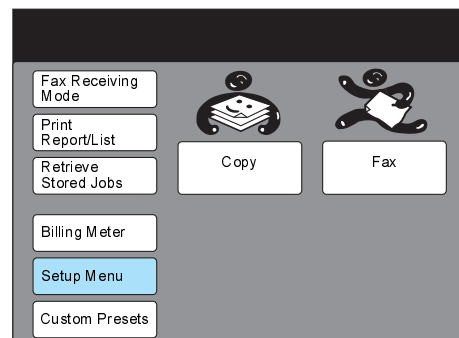 Fax Receiving
Mode
Print
Report/List
Retrieve
Stored Jobs
Copy
Fax
Billing Meter
Setup Menu
Custom Presets